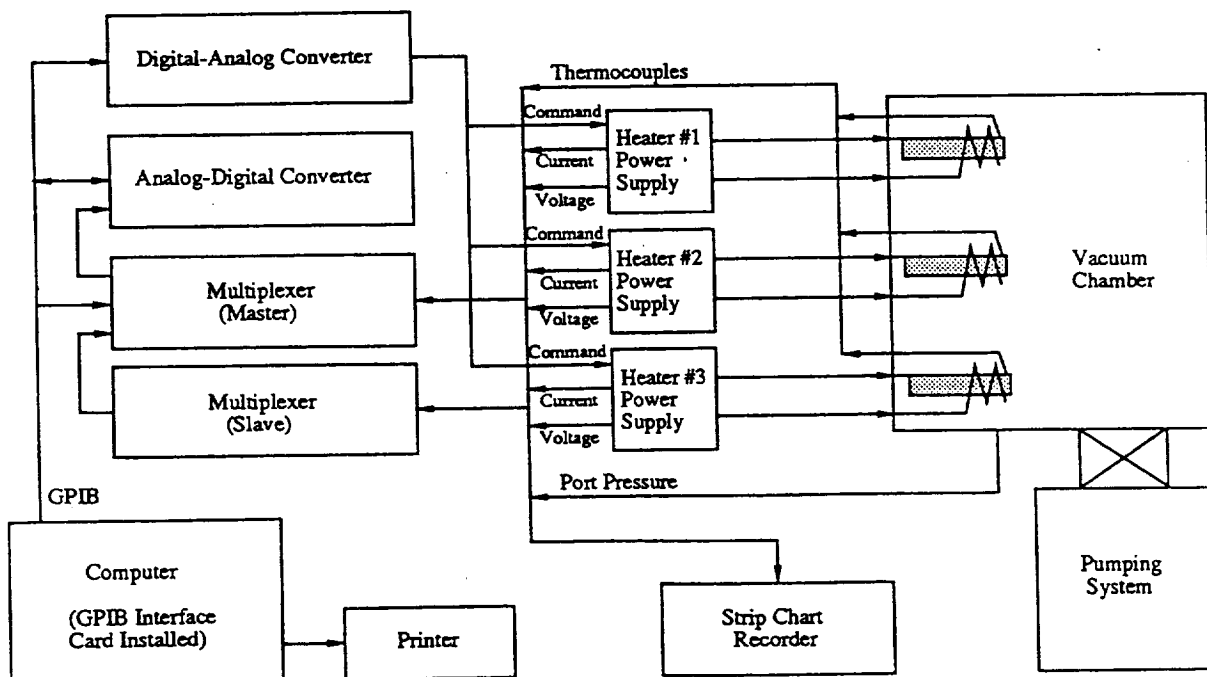 Digital-Analog Converter
Analog-Digital Converter
Multiplexer
(Master)
Multiplexer
(Slave)
GPIB
Computer
(GPIB Interface
Card Installed)
Printer
Thermocouples
Command
Current
Voltage
Heater #1
Power
Supply
Command
Current
Voltage
Heater #2
Power
Supply
Command
Current
Voltage
Heater #3
Power
Supply
Port Pressure
Strip Chart
Recorder
Vacuum
Chamber
Pumping
System